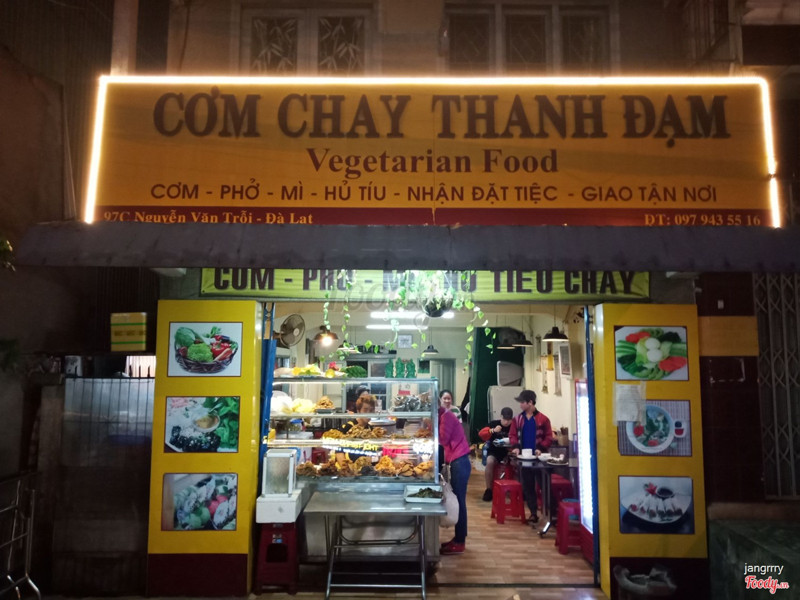 CƠM CHAY THANH ĐẠM
Vegetarian Food
CƠM - PHỞ - MÌ - HỦ TÍU - NHẬN ĐẶT TIỆC - GIAO TẬN NƠI
97C Nguyễn Văn Trỗi - Đà Lạt
ĐT: 097 943 55 16
CƠM - PHỞ - TIẾU CHAY
jangrrry
Foody.vn